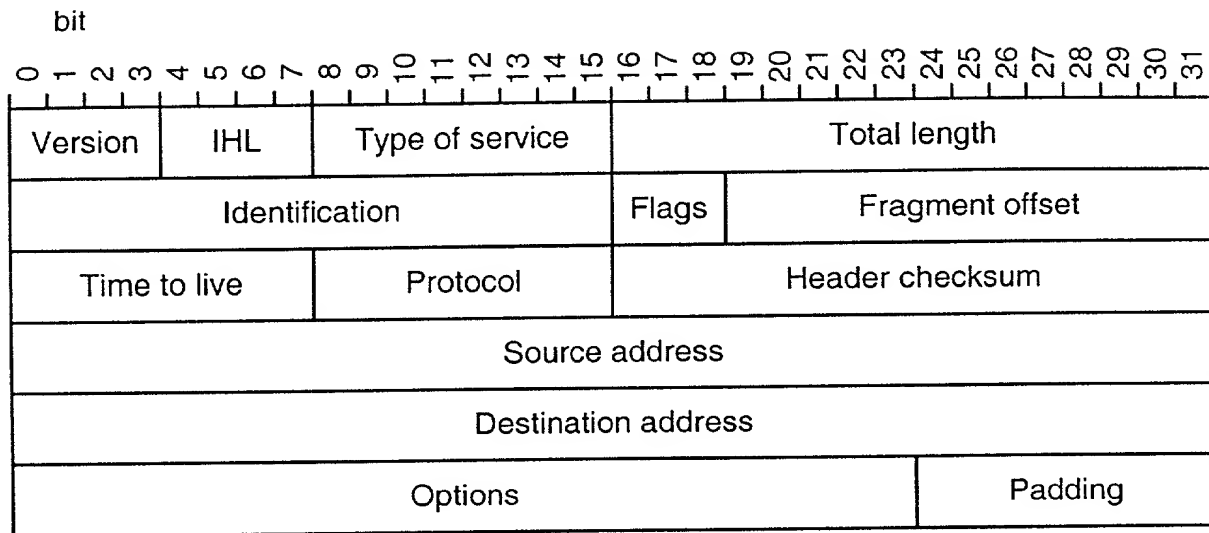 bit
0 1 2 3 4 5 6 7 8 9 10 11 12 13 14 15 16 17 18 19 20 21 22 23 24 25 26 27 28 29 30 31
Version IHL Type of service Total length
Identification Flags Fragment offset
Time to live Protocol Header checksum
Source address
Destination address
Options Padding